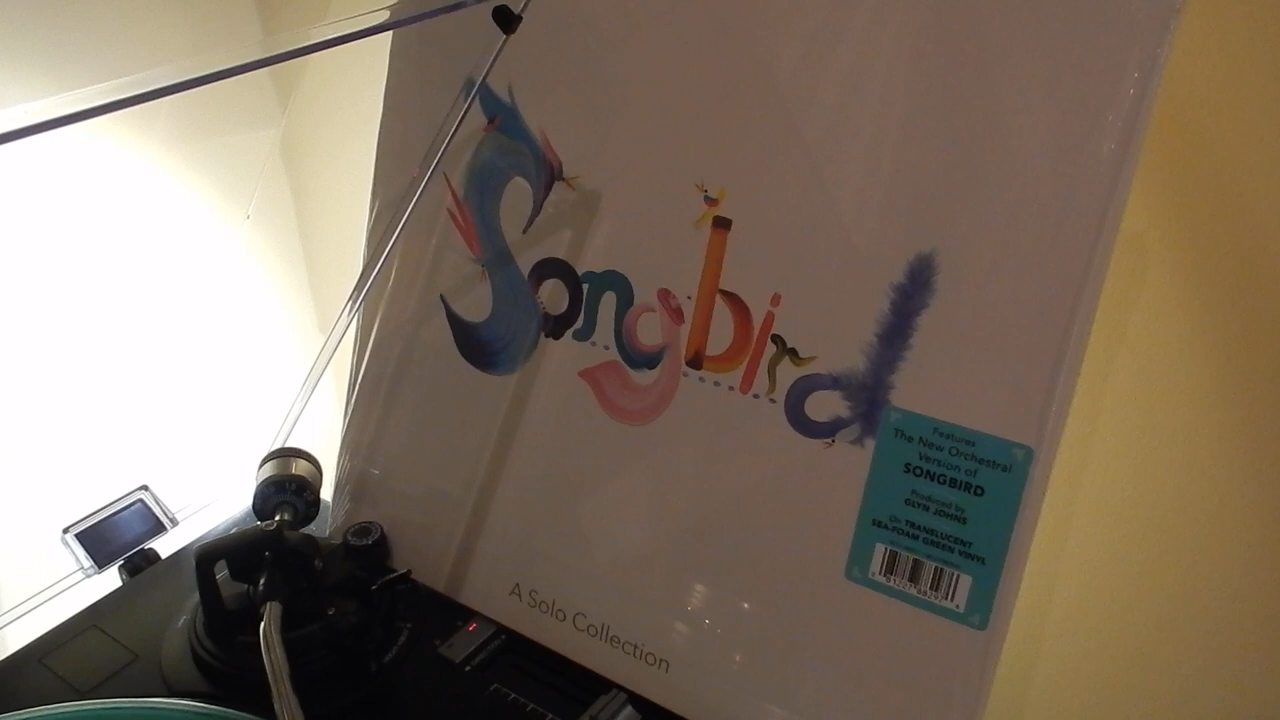 Songbird
Features
The New Orchestral
Version of
SONGBIRD
Produced by
GLYN JOHNS
On TRANSLUCENT
SEA-FOAM GREEN VINYL
A Solo Collection